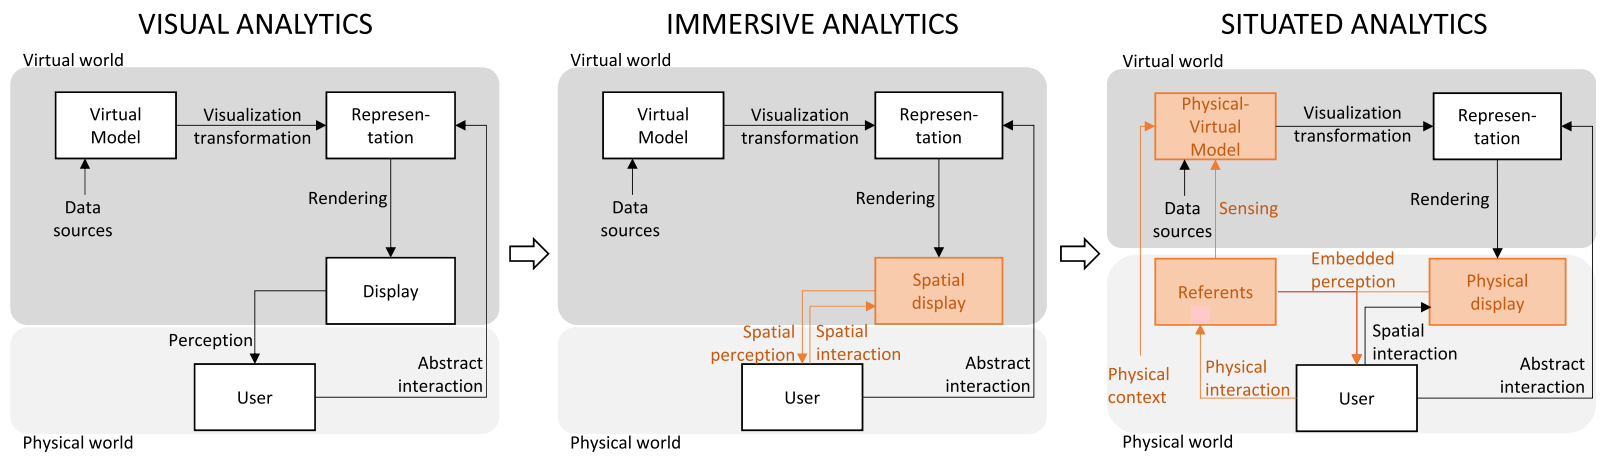 VISUAL ANALYTICS
Virtual world
Virtual
Model
Visualization
transformation
Represen-
tation
Data
sources
Rendering
Display
Perception
User
Abstract
interaction
Physical world
IMMERSIVE ANALYTICS
Virtual world
Virtual
Model
Visualization
transformation
Represen-
tation
Data
sources
Rendering
Spatial
display
Spatial
perception
Spatial
interaction
User
Abstract
interaction
Physical world
SITUATED ANALYTICS
Virtual world
Physical-
Virtual
Model
Visualization
transformation
Represen-
tation
Data
sources
Sensing
Rendering
Referents
Embedded
perception
Physical
display
Spatial
interaction
Physical
context
Physical
interaction
User
Abstract
interaction
Physical world